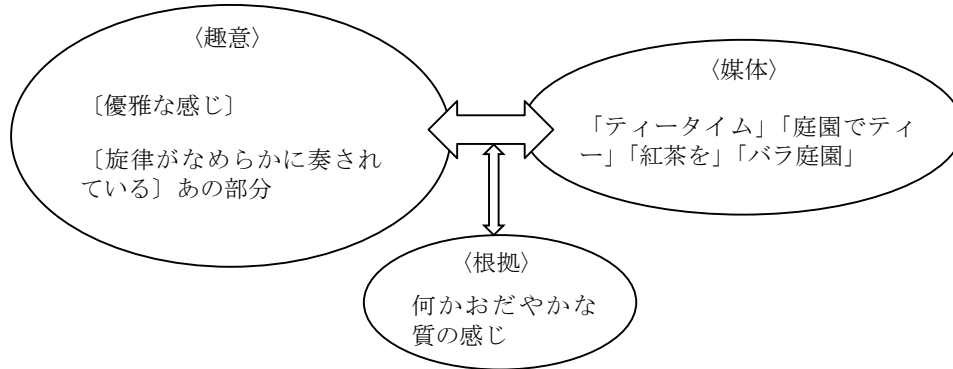 〈趣意〉
〔優雅な感じ〕
〔旋律がなめらかに奏され
ている〕あの部分
〈媒体〉
「ティータイム」「庭園でティ
ー」「紅茶を」「バラ庭園」
〈根拠〉
何かおだやかな
質の感じ